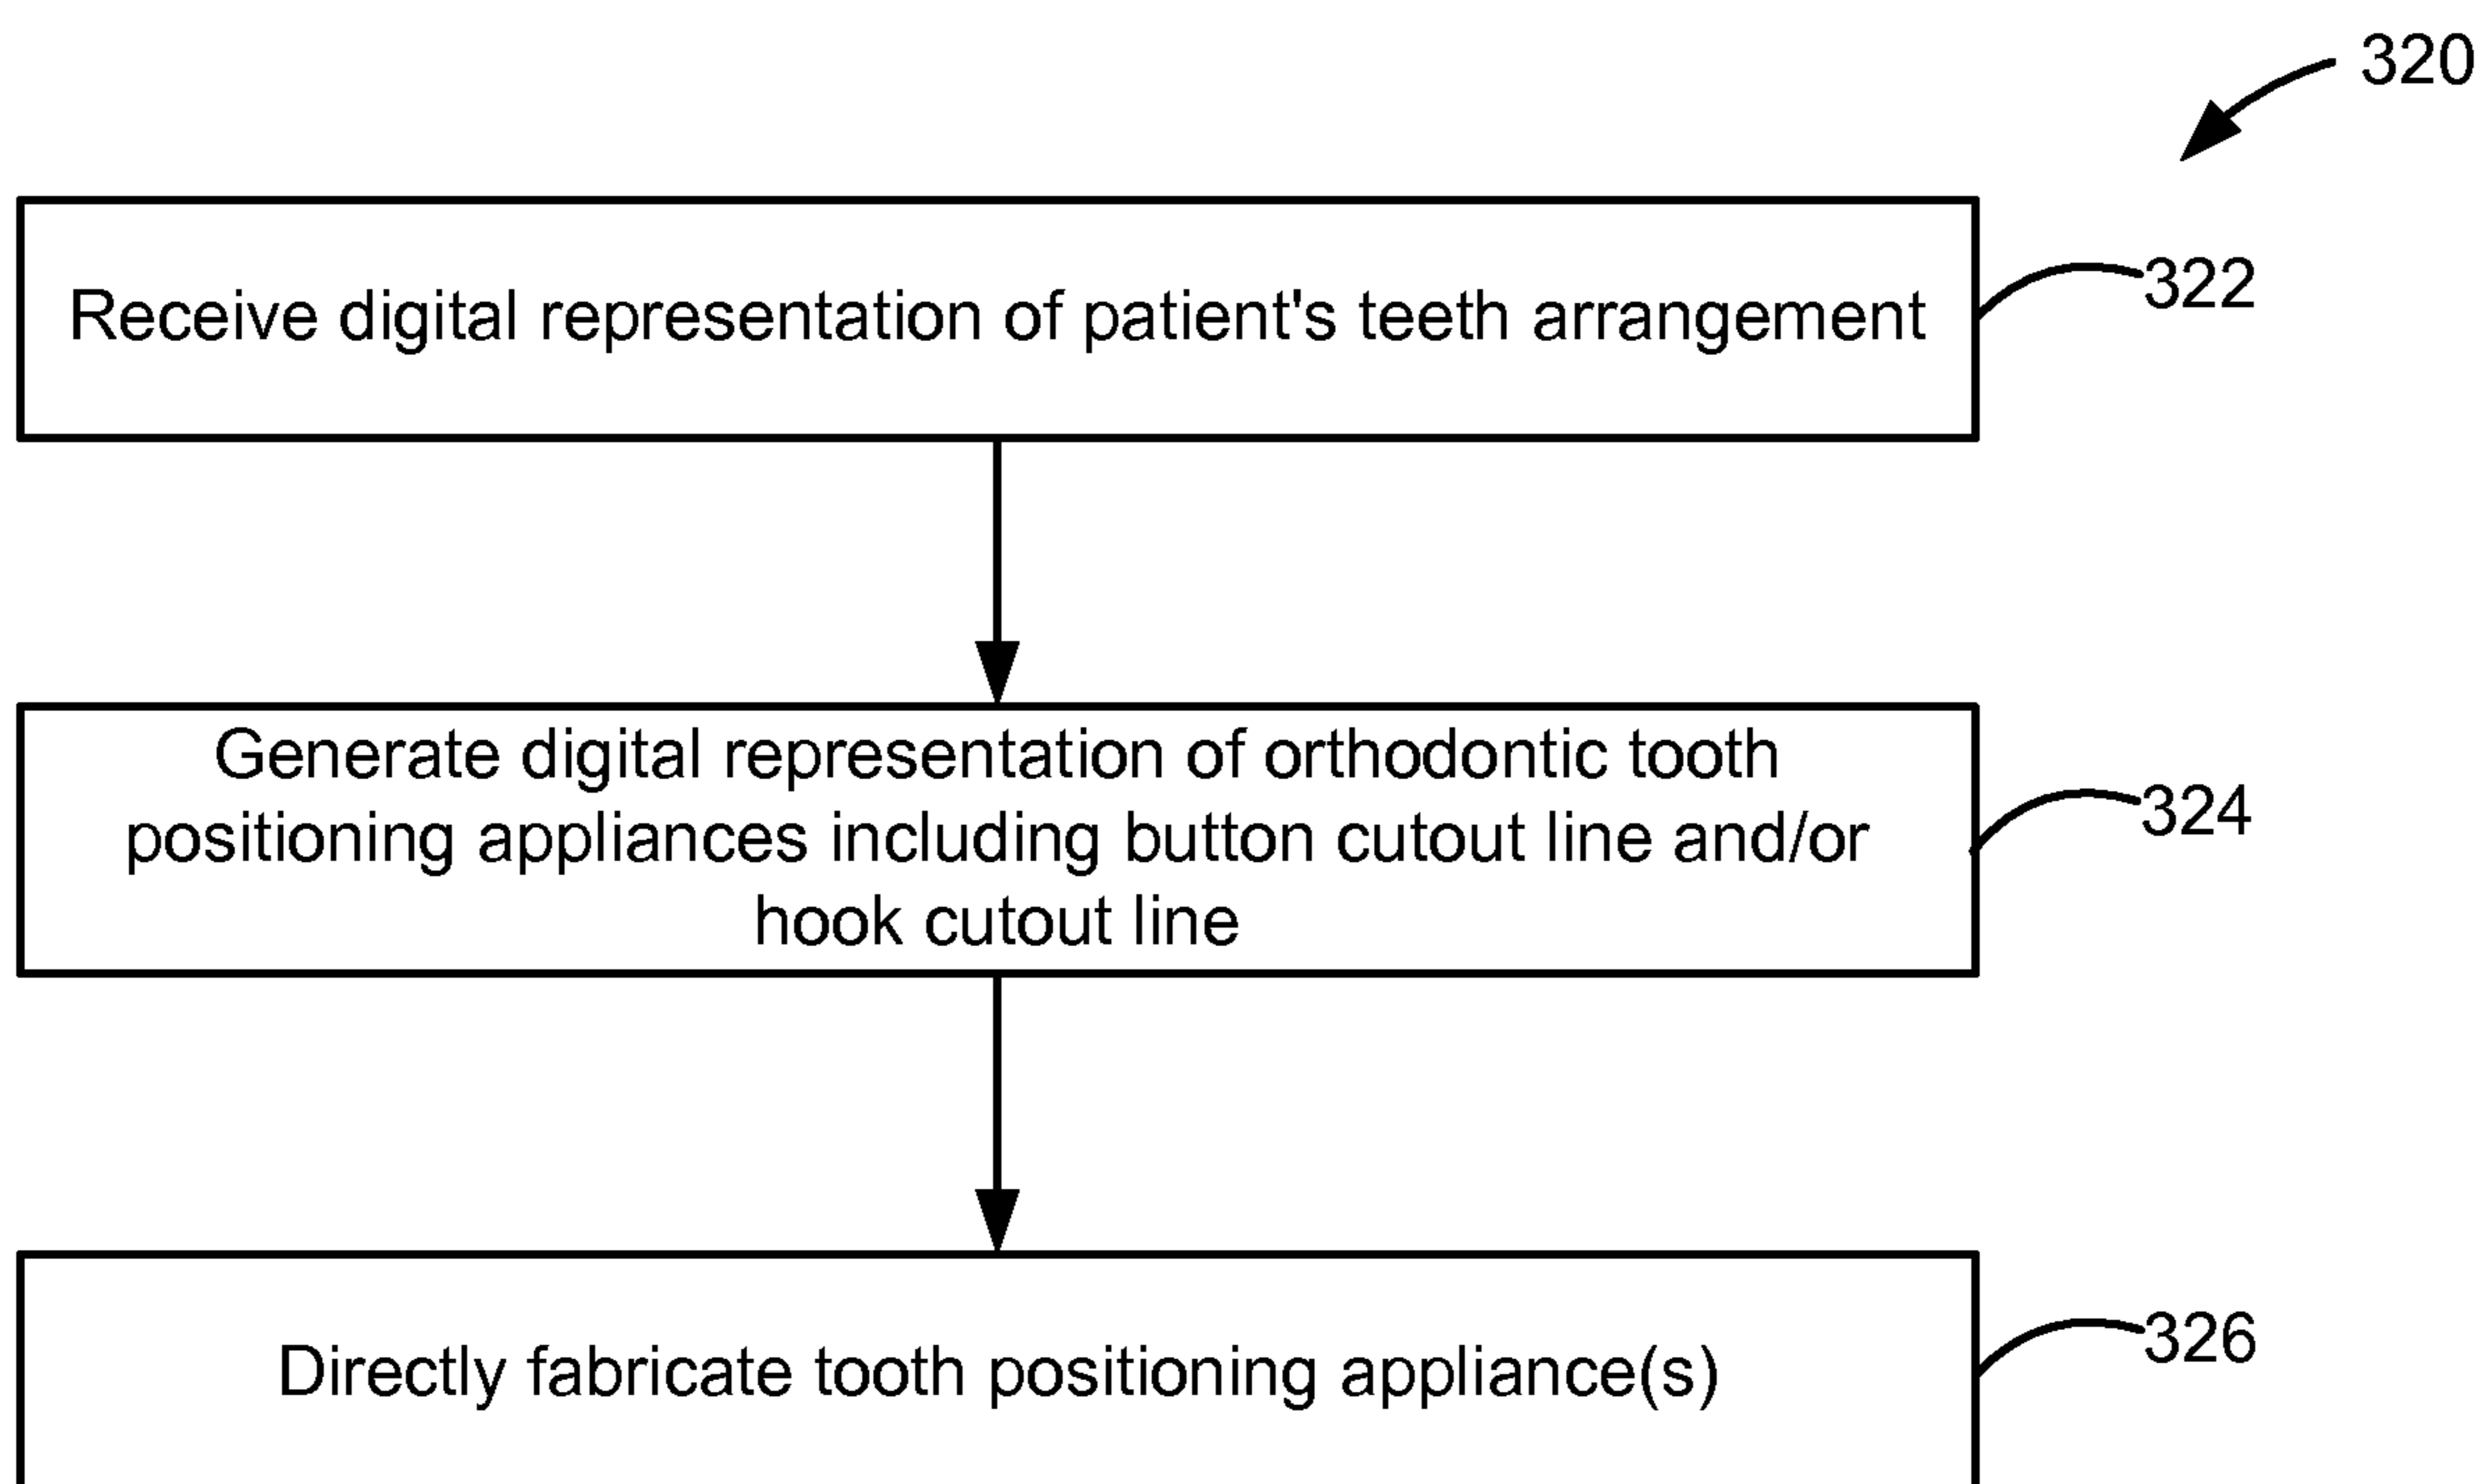 320
Receive digital representation of patient's teeth arrangement
322
Generate digital representation of orthodontic tooth
positioning appliances including button cutout line and/or
hook cutout line
324
Directly fabricate tooth positioning appliance(s)
326